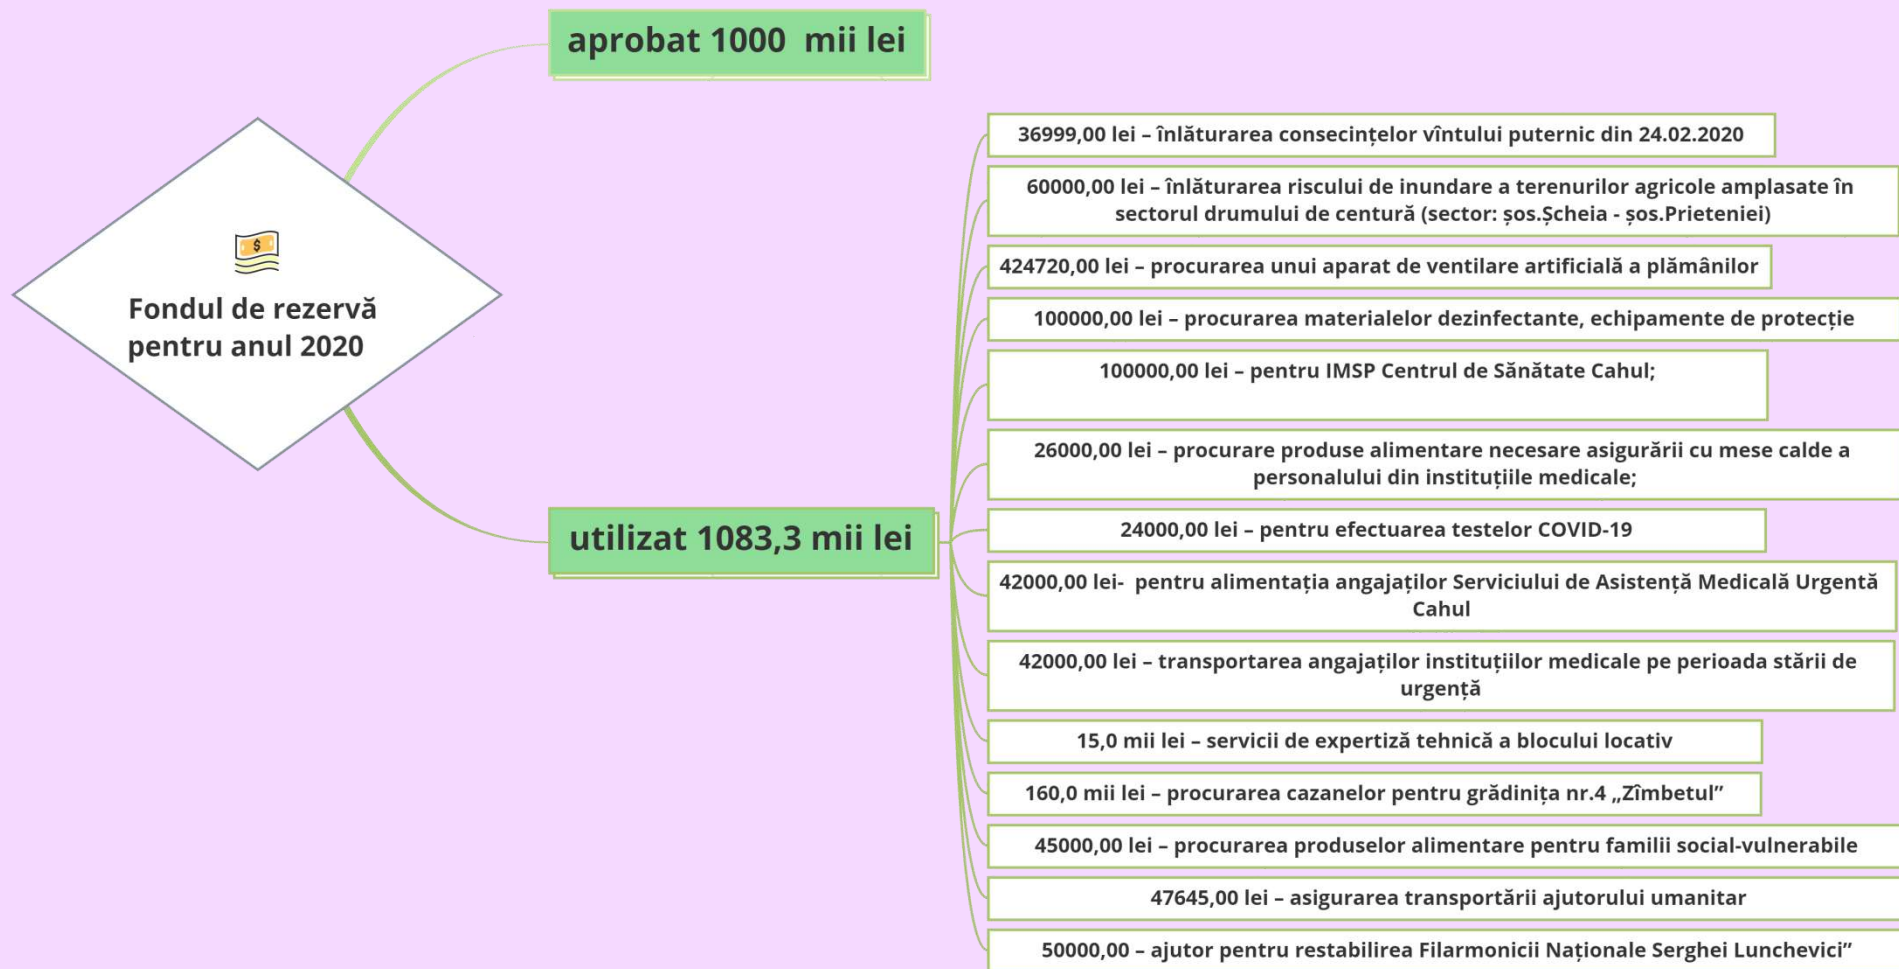 aprobat 1000 mii lei
$
Fondul de rezervă
pentru anul 2020
utilizat 1083,3 mii lei
36999,00 lei – înlăturarea consecințelor vîntului puternic din 24.02.2020
60000,00 lei – înlăturarea riscului de inundare a terenurilor agricole amplasate în
sectorul drumului de centură (sector: șos.Șcheia - șos.Prieteniei)
424720,00 lei – procurarea unui aparat de ventilare artificială a plămânilor
100000,00 lei – procurarea materialelor dezinfectante, echipamente de protecție
100000,00 lei – pentru IMSP Centrul de Sănătate Cahul;
26000,00 lei – procurare produse alimentare necesare asigurării cu mese calde a
personalului din instituțiile medicale;
24000,00 lei – pentru efectuarea testelor COVID-19
42000,00 lei- pentru alimentația angajaților Serviciului de Asistență Medicală Urgentă
Cahul
42000,00 lei – transportarea angajaților instituțiilor medicale pe perioada stării de
urgență
15,0 mii lei – servicii de expertiză tehnică a blocului locativ
160,0 mii lei – procurarea cazanelor pentru grădinița nr.4 „Zîmbetul”
45000,00 lei – procurarea produselor alimentare pentru familii social-vulnerabile
47645,00 lei – asigurarea transportării ajutorului umanitar
50000,00 – ajutor pentru restabilirea Filarmonicii Naționale Serghei Lunchevici”